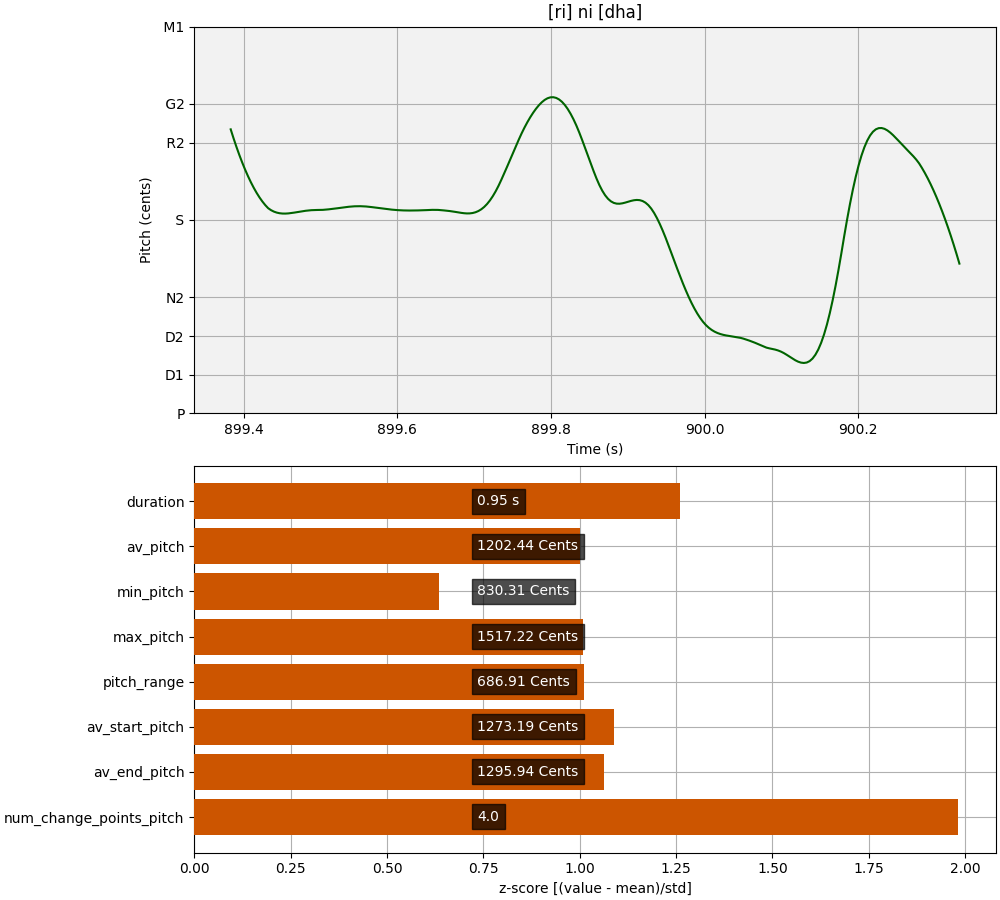 [ri] ni [dha]
M1
G2
R2
S
N2
D2
D1
P
Pitch (cents)
899.4 899.6 899.8 900.0 900.2
Time (s)
duration 0.95 s
av_pitch 1202.44 Cents
min_pitch 830.31 Cents
max_pitch 1517.22 Cents
pitch_range 686.91 Cents
av_start_pitch 1273.19 Cents
av_end_pitch 1295.94 Cents
num_change_points_pitch 4.0
0.00 0.25 0.50 0.75 1.00 1.25 1.50 1.75 2.00
z-score [(value - mean)/std]